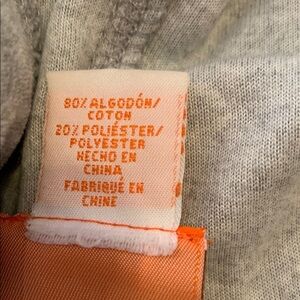 80% ALGODÓN/
COTON
20% POLIÉSTER/
POLYESTER
HECHO EN
CHINA
FABRIQUÉ EN
CHINE